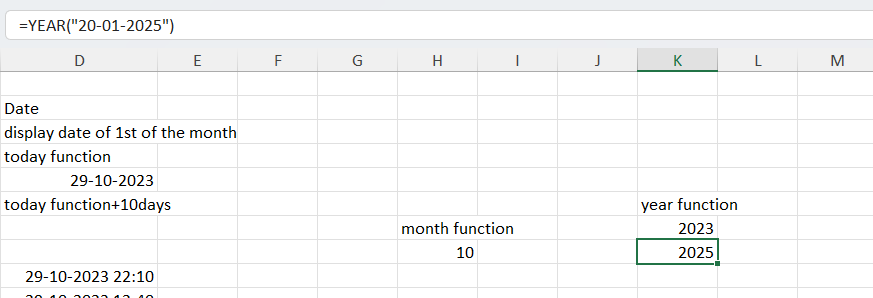 =YEAR("20-01-2025")
D E F G H I J K L M
Date
display date of 1st of the month
today function
29-10-2023
today function+10days year function
month function 2023
10 2025
29-10-2023 22:10